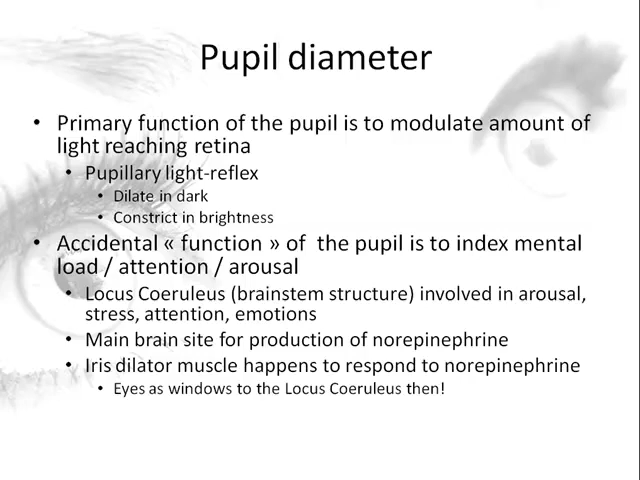 Pupil diameter
• Primary function of the pupil is to modulate amount of
light reaching retina
• Pupillary light-reflex
• Dilate in dark
• Constrict in brightness
• Accidental « function » of the pupil is to index mental
load / attention / arousal
• Locus Coeruleus (brainstem structure) involved in arousal,
stress, attention, emotions
• Main brain site for production of norepinephrine
• Iris dilator muscle happens to respond to norepinephrine
• Eyes as windows to the Locus Coeruleus then!